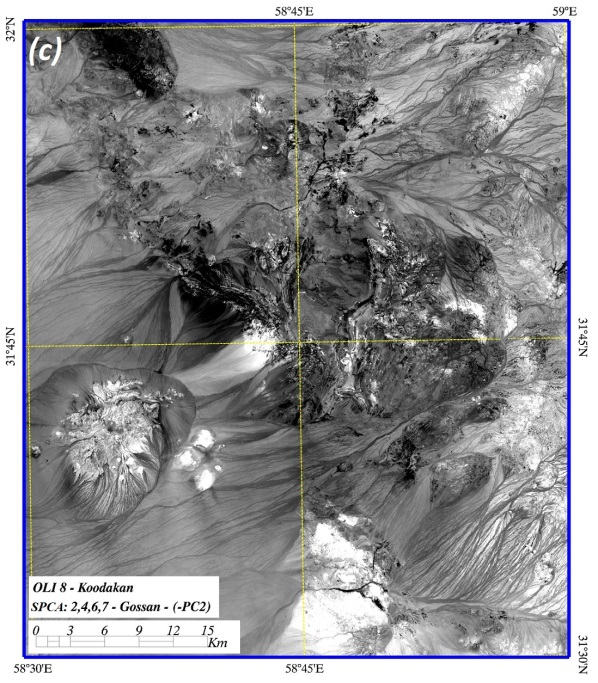 58°45'E 59°E
32°N
(c)
31°45'N 31°45'N
OLI 8 - Koodakan
SPCA: 2,4,6,7 - Gossan - (-PC2)
0 3 6 9 12 15
Km
31°30'N
58°30'E 58°45'E